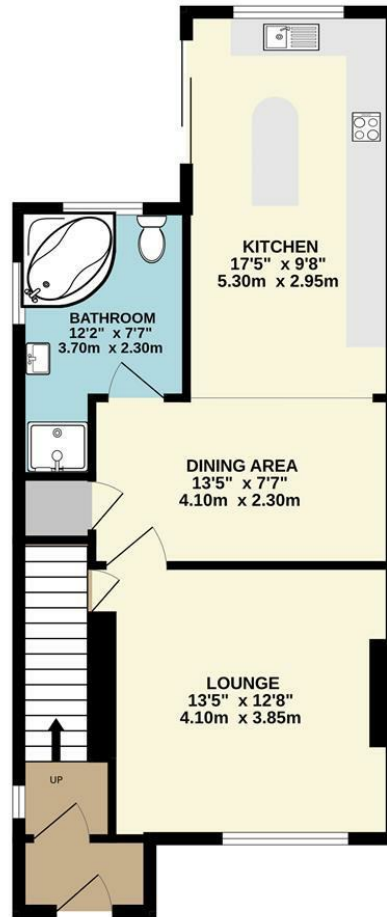 KITCHEN
17'5" x 9'8"
5.30m x 2.95m
BATHROOM
12'2" x 7'7"
3.70m x 2.30m
DINING AREA
13'5" x 7'7"
4.10m x 2.30m
LOUNGE
13'5" x 12'8"
4.10m x 3.85m
UP